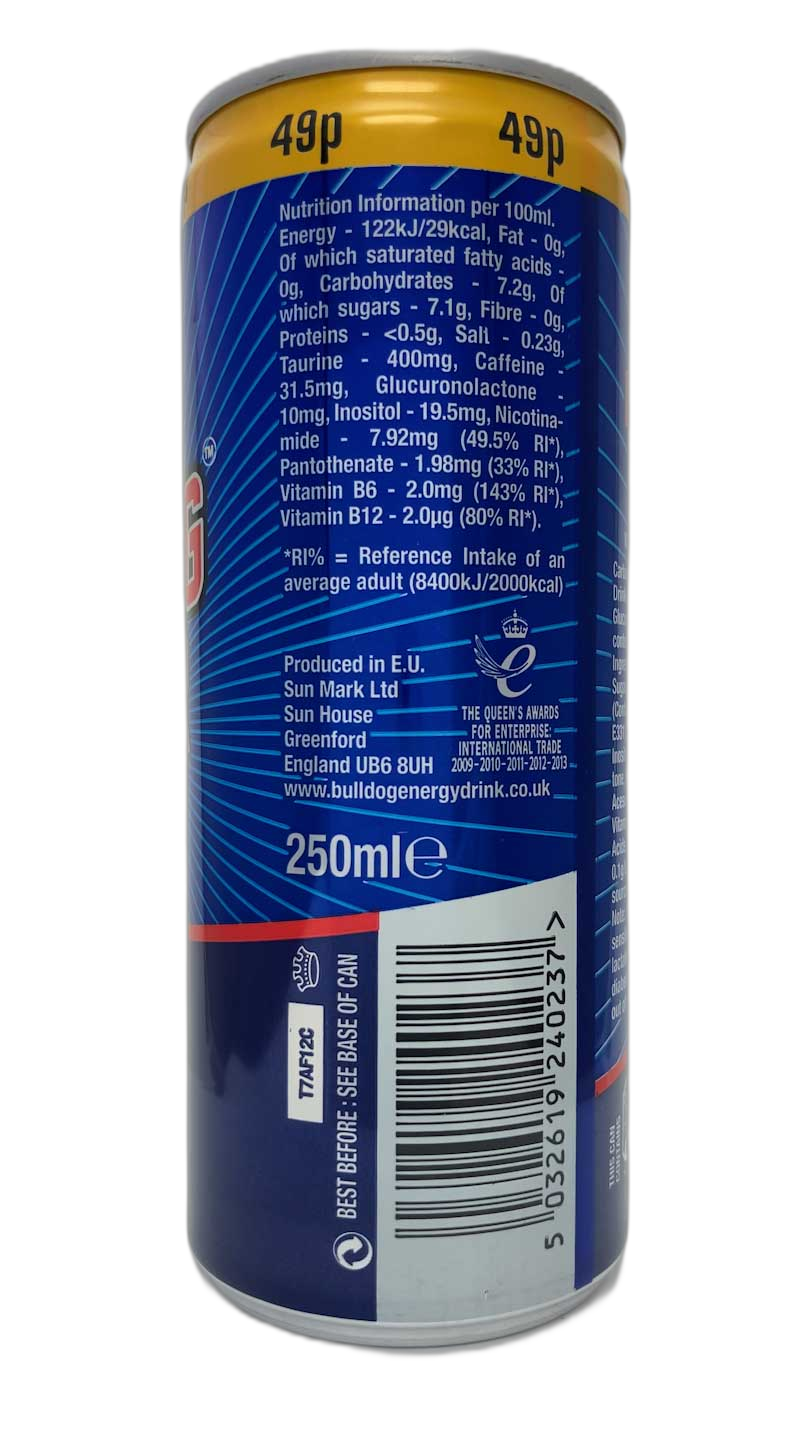 49p 49p
Nutrition Information per 100ml.
Energy - 122kJ/29kcal, Fat - 0g,
Of which saturated fatty acids -
0g, Carbohydrates - 7.2g, Of
which sugars - 7.1g, Fibre - 0g,
Proteins - <0.5g, Salt - 0.23g,
Taurine - 400mg, Caffeine -
31.5mg, Glucuronolactone -
10mg, Inositol - 19.5mg, Nicotina-
mide - 7.92mg (49.5% RI*),
Pantothenate - 1.98mg (33% RI*),
Vitamin B6 - 2.0mg (143% RI*),
Vitamin B12 - 2.0µg (80% RI*).
*RI% = Reference Intake of an
average adult (8400kJ/2000kcal)
G™
Produced in E.U.
Sun Mark Ltd
Sun House
Greenford
England UB6 8UH
www.bulldogenergydrink.co.uk
THE QUEEN'S AWARDS
FOR ENTERPRISE:
INTERNATIONAL TRADE
2009-2010-2011-2012-2013
250ml℮
T7AF12C
BEST BEFORE : SEE BASE OF CAN
5 032619 240237 >
THIS CAN
CONTAINS